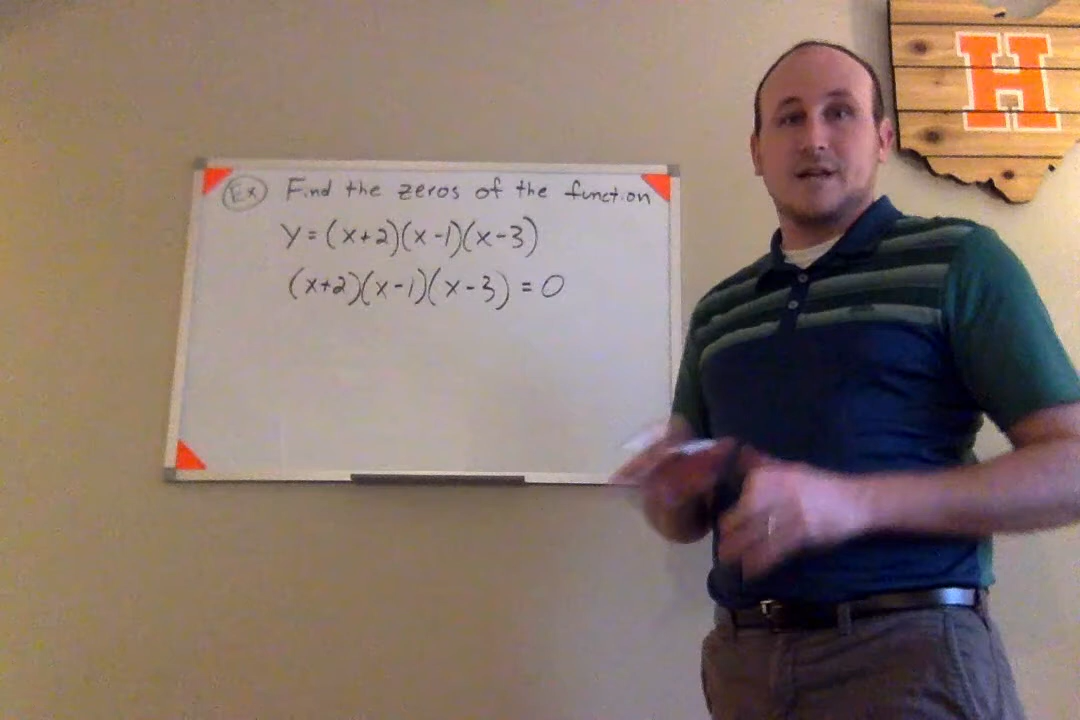 Ex Find the zeros of the function
y=(x+2)(x-1)(x-3)
(x+2)(x-1)(x-3) = 0
H